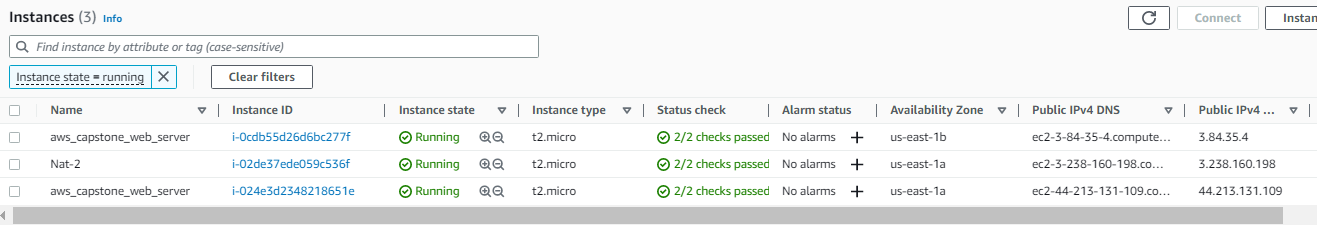 Instances (3) Info
Connect Instan
Find instance by attribute or tag (case-sensitive)
Instance state = running Clear filters
Name Instance ID Instance state Instance type Status check Alarm status Availability Zone Public IPv4 DNS Public IPv4 ...
aws_capstone_web_server i-0cdb55d26d6bc277f Running t2.micro 2/2 checks passed No alarms + us-east-1b ec2-3-84-35-4.compute... 3.84.35.4
Nat-2 i-02de37ede059c536f Running t2.micro 2/2 checks passed No alarms + us-east-1a ec2-3-238-160-198.co... 3.238.160.198
aws_capstone_web_server i-024e3d2348218651e Running t2.micro 2/2 checks passed No alarms + us-east-1a ec2-44-213-131-109.co... 44.213.131.109